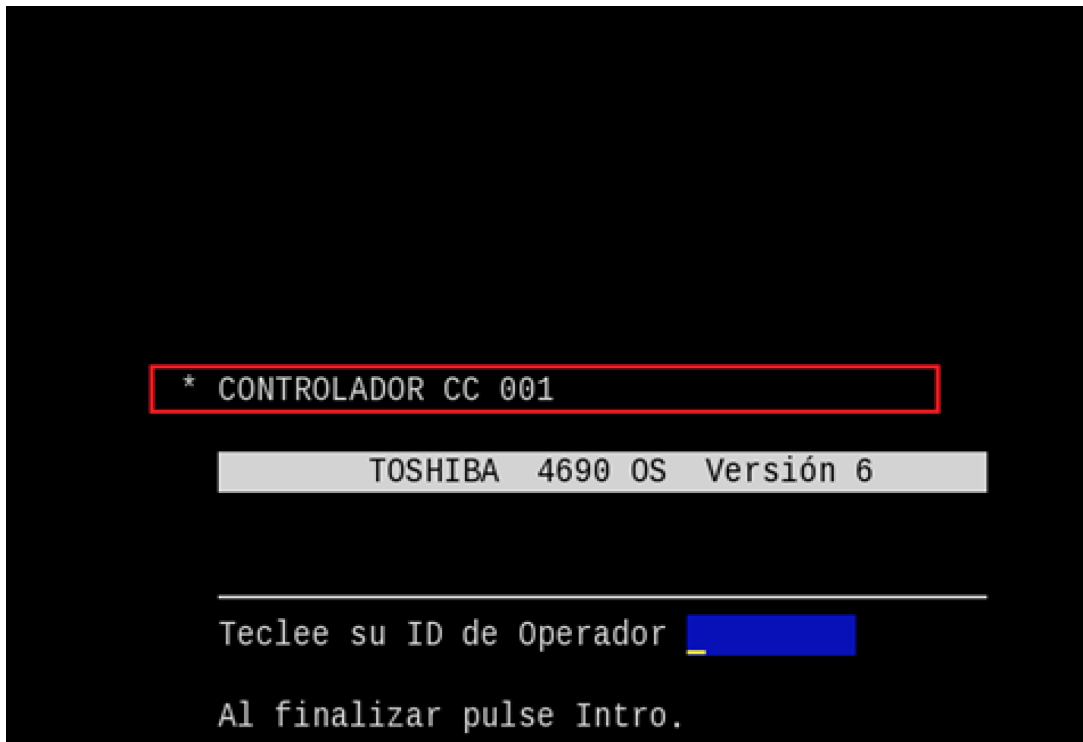 * CONTROLADOR CC 001
TOSHIBA 4690 OS Versión 6
Teclee su ID de Operador
Al finalizar pulse Intro.